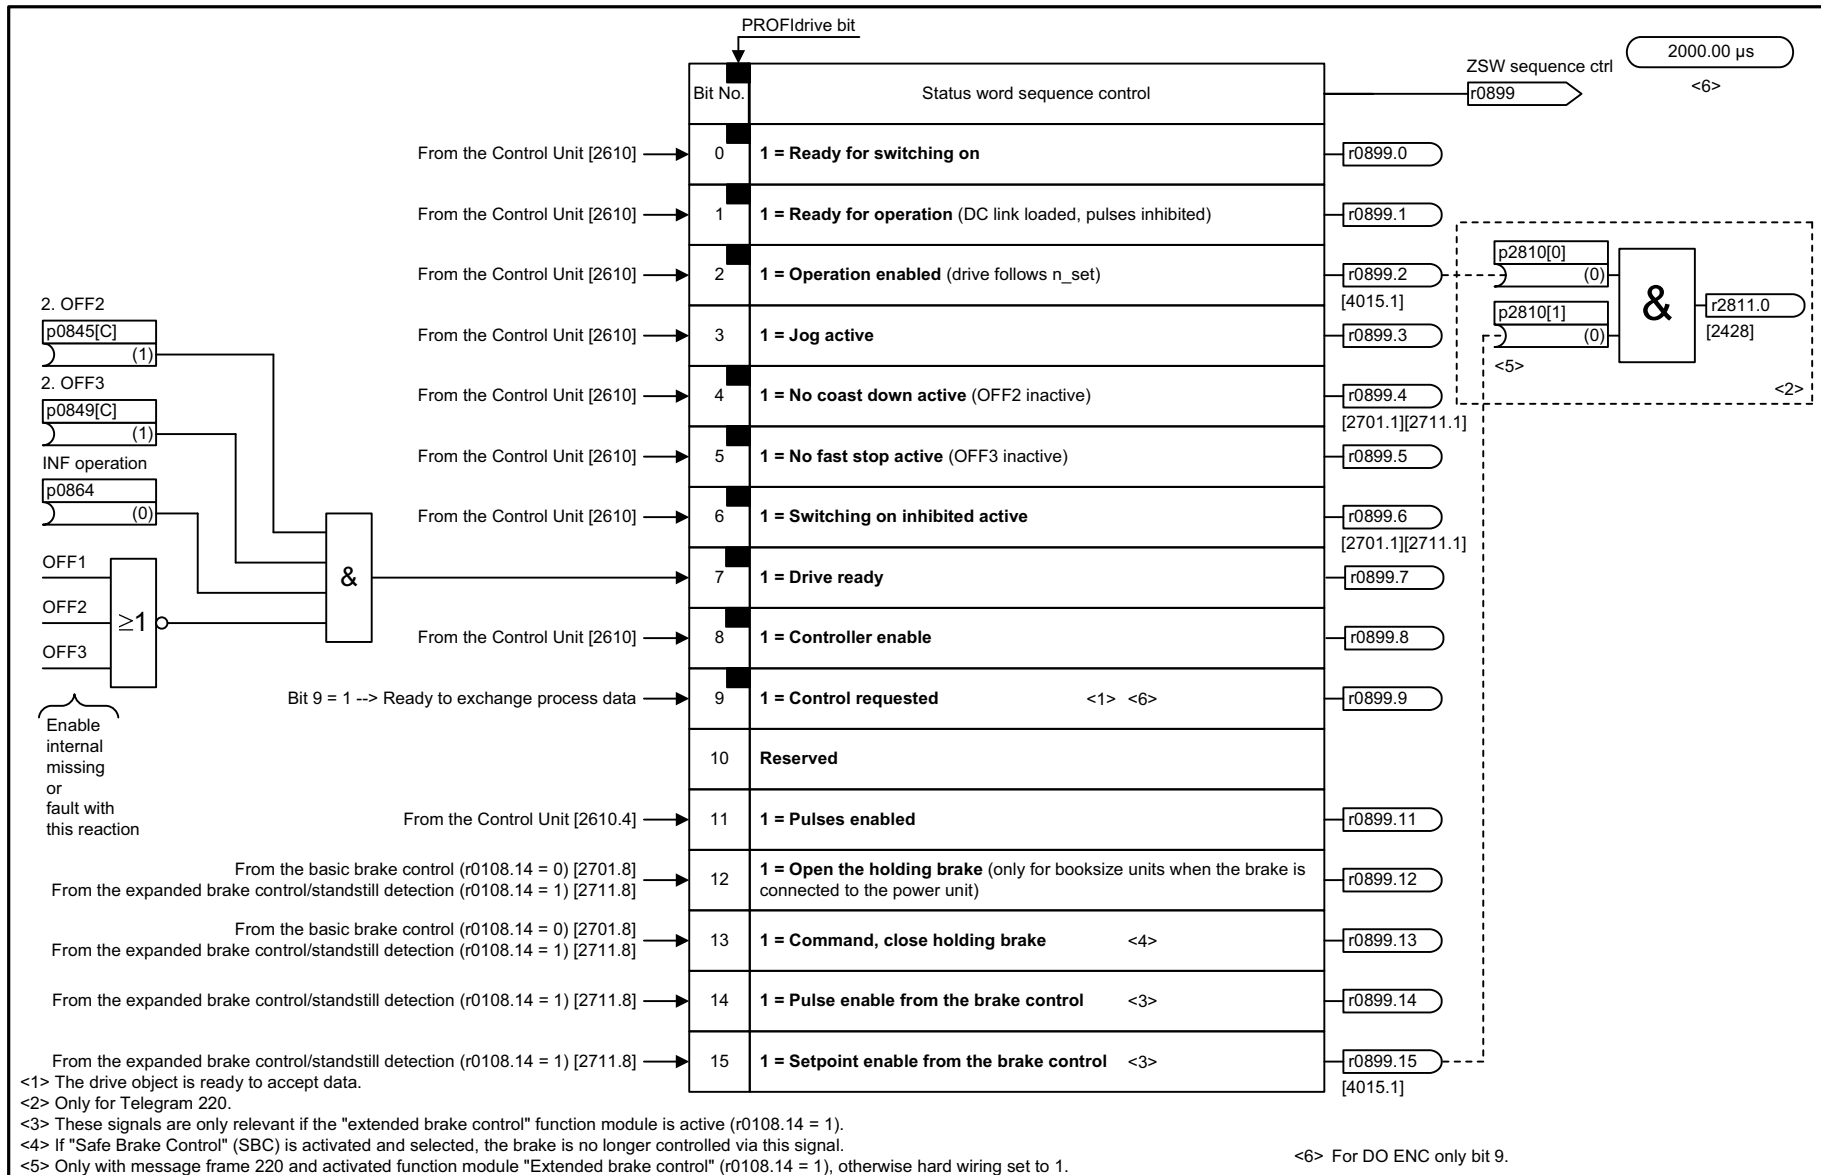 PROFIdrive bit
2000.00 µs
<6>
ZSW sequence ctrl
r0899
Bit No. Status word sequence control
From the Control Unit [2610] 0 1 = Ready for switching on r0899.0
From the Control Unit [2610] 1 1 = Ready for operation (DC link loaded, pulses inhibited) r0899.1
From the Control Unit [2610] 2 1 = Operation enabled (drive follows n_set) r0899.2
[4015.1]
p2810[0]
(0)
p2810[1]
(0)
<5>
&
r2811.0
[2428]
<2>
2. OFF2
p0845[C]
(1)
2. OFF3
p0849[C]
(1)
INF operation
p0864
(0)
OFF1
OFF2
OFF3
≥1
&
Enable
internal
missing
or
fault with
this reaction
From the Control Unit [2610] 3 1 = Jog active r0899.3
From the Control Unit [2610] 4 1 = No coast down active (OFF2 inactive) r0899.4
[2701.1][2711.1]
From the Control Unit [2610] 5 1 = No fast stop active (OFF3 inactive) r0899.5
From the Control Unit [2610] 6 1 = Switching on inhibited active r0899.6
[2701.1][2711.1]
7 1 = Drive ready r0899.7
From the Control Unit [2610] 8 1 = Controller enable r0899.8
Bit 9 = 1 --> Ready to exchange process data 9 1 = Control requested <1> <6> r0899.9
10 Reserved
From the Control Unit [2610.4] 11 1 = Pulses enabled r0899.11
From the basic brake control (r0108.14 = 0) [2701.8]
From the expanded brake control/standstill detection (r0108.14 = 1) [2711.8]
12 1 = Open the holding brake (only for booksize units when the brake is
connected to the power unit)
r0899.12
From the basic brake control (r0108.14 = 0) [2701.8]
From the expanded brake control/standstill detection (r0108.14 = 1) [2711.8]
13 1 = Command, close holding brake <4> r0899.13
From the expanded brake control/standstill detection (r0108.14 = 1) [2711.8] 14 1 = Pulse enable from the brake control <3> r0899.14
From the expanded brake control/standstill detection (r0108.14 = 1) [2711.8] 15 1 = Setpoint enable from the brake control <3> r0899.15
[4015.1]
<1> The drive object is ready to accept data.
<2> Only for Telegram 220.
<3> These signals are only relevant if the "extended brake control" function module is active (r0108.14 = 1).
<4> If "Safe Brake Control" (SBC) is activated and selected, the brake is no longer controlled via this signal.
<5> Only with message frame 220 and activated function module "Extended brake control" (r0108.14 = 1), otherwise hard wiring set to 1.
<6> For DO ENC only bit 9.